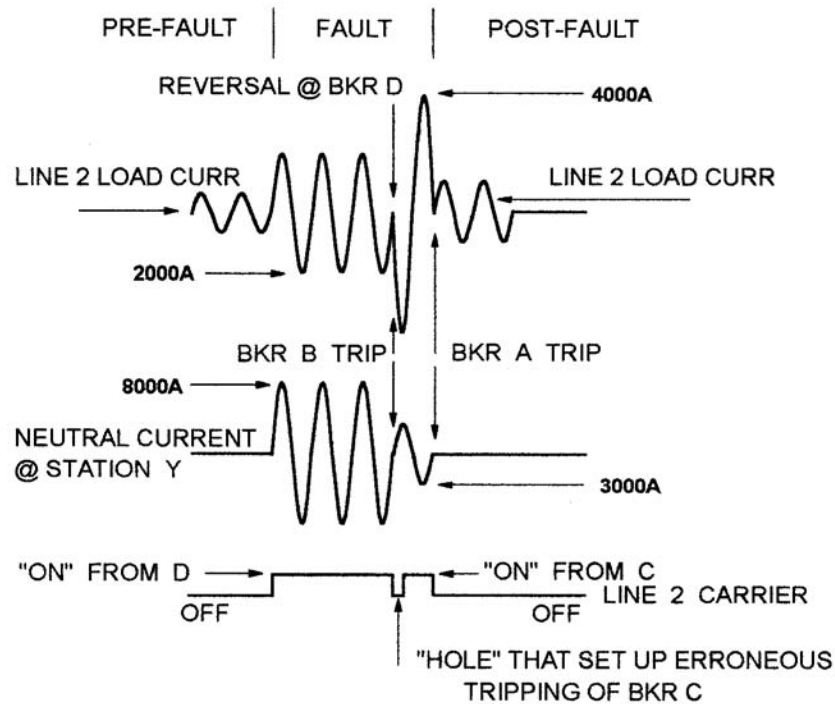 PRE-FAULT FAULT POST-FAULT
REVERSAL @ BKR D
4000A
LINE 2 LOAD CURR
LINE 2 LOAD CURR
2000A
BKR B TRIP
BKR A TRIP
8000A
NEUTRAL CURRENT
@ STATION Y
3000A
"ON" FROM D
"ON" FROM C
LINE 2 CARRIER
OFF
OFF
"HOLE" THAT SET UP ERRONEOUS
TRIPPING OF BKR C